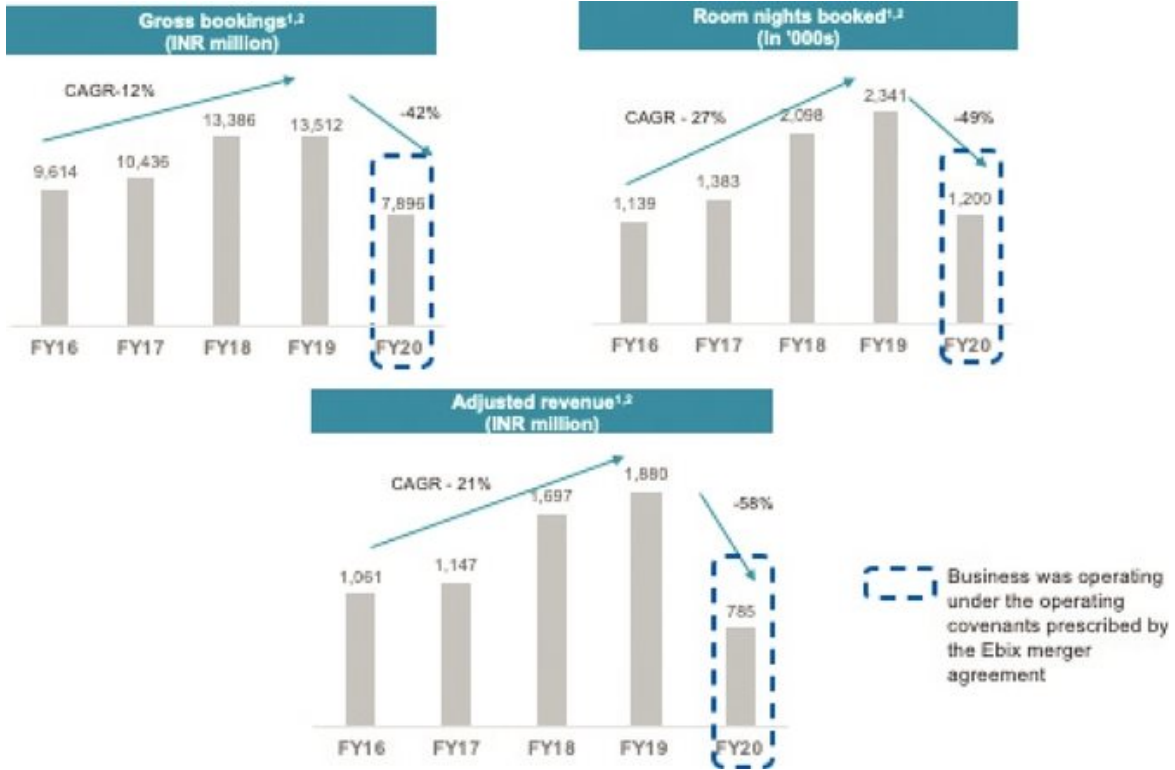 Gross bookings1,2
(INR million)
CAGR-12%
-42%
9,614
10,436
13,386
13,512
7,896
FY16
FY17
FY18
FY19
FY20
Room nights booked1,2
(In '000s)
CAGR - 27%
-49%
1,139
1,383
2,098
2,341
1,200
FY16
FY17
FY18
FY19
FY20
Adjusted revenue1,2
(INR million)
CAGR - 21%
-58%
1,061
1,147
1,697
1,880
785
FY16
FY17
FY18
FY19
FY20
Business was operating
under the operating
covenants prescribed by
the Ebix merger
agreement